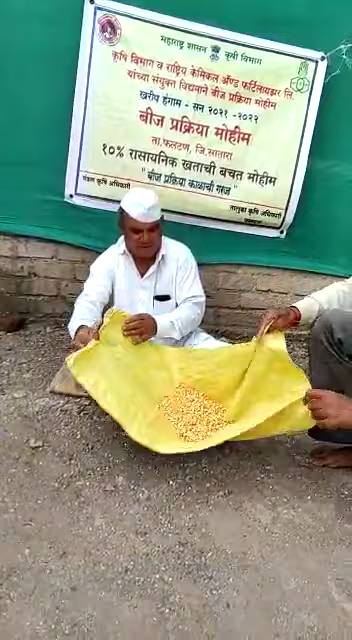 महाराष्ट्र शासन कृषी विभाग
कृषि विभाग व राष्ट्रीय केमिकल अँण्ड फर्टिलायझर लि.
यांच्या संयुक्त विद्यमाने बीज प्रक्रिया मोहीम
खरीप हंगाम - सन २०२१ -२०२२
बीज प्रक्रिया मोहिम
ता.फलटण, जि.सातारा
१०% रासायनिक खताची बचत मोहीम
"बीज प्रक्रिया काळाची गरज"
मंडल कृषि अधिकारी
तालुका कृषि अधिकारी